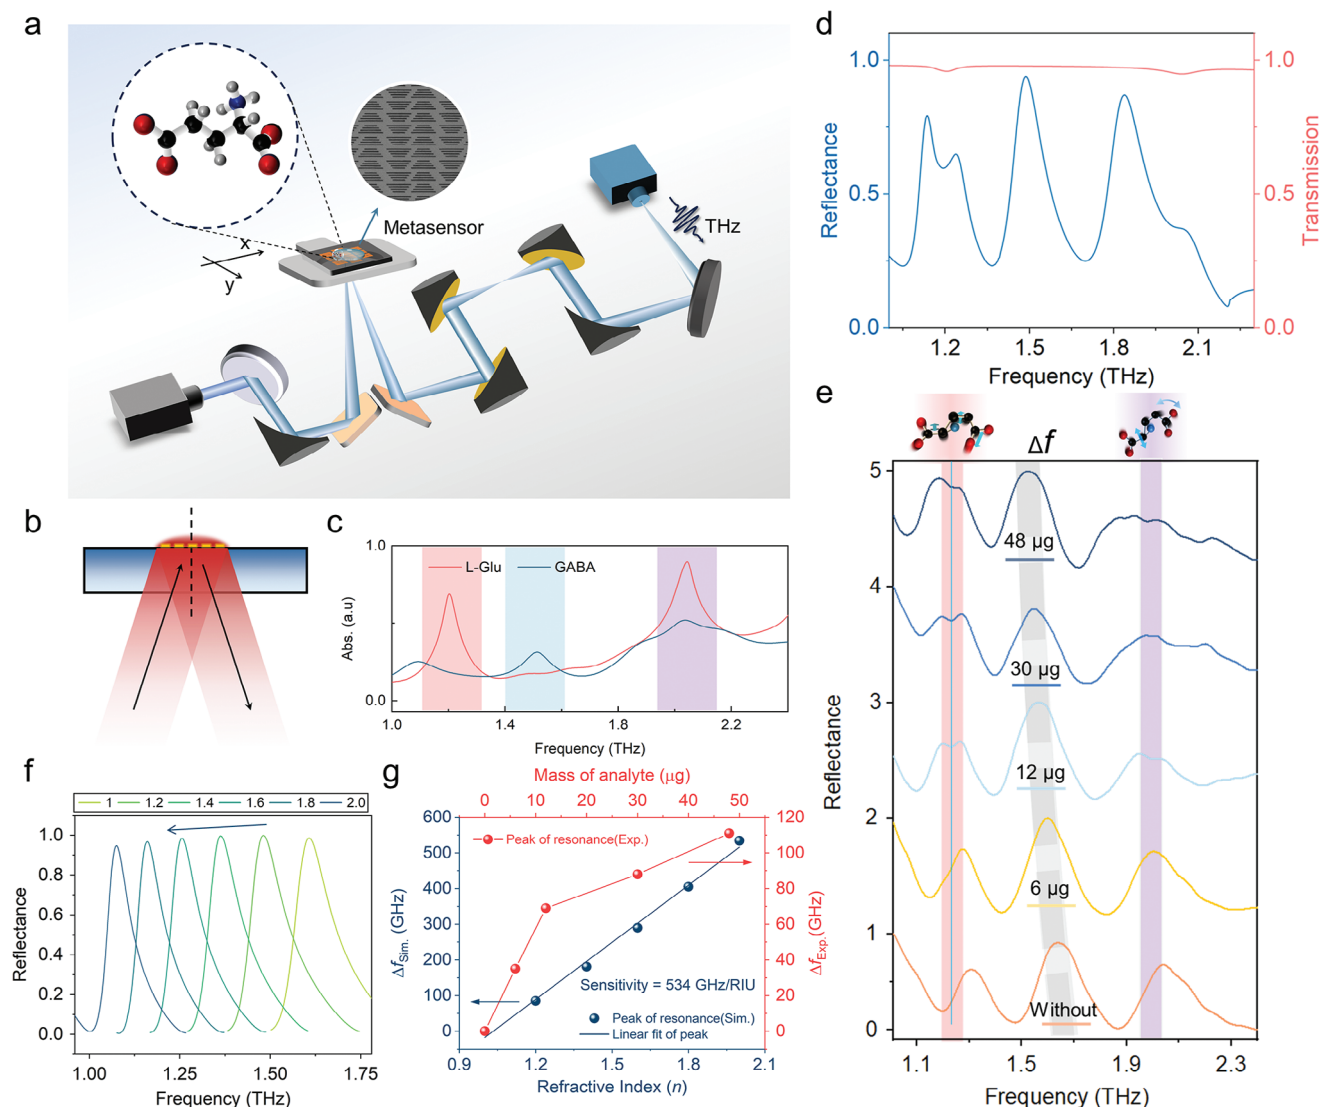 a
Metasensor
THz
x
y
b
c
1.0
L-Glu
GABA
Abs. (a.u)
0.0
1.0
1.4
1.8
2.2
Frequency (THz)
d
1.0
0.5
0.0
Reflectance
1.0
0.5
0.0
Transmission
1.2
1.5
1.8
2.1
Frequency (THz)
e
Δf
5
4
3
2
1
0
Reflectance
48 µg
30 µg
12 µg
6 µg
Without
1.1
1.5
1.9
2.3
Frequency (THz)
f
1
1.2
1.4
1.6
1.8
2.0
1.0
0.8
0.6
0.4
0.2
0.0
Reflectance
1.00
1.25
1.50
1.75
Frequency (THz)
g
Mass of analyte (µg)
0
10
20
30
40
50
600
500
400
300
200
100
0
ΔfSim. (GHz)
120
100
80
60
40
20
0
ΔfExp.(GHz)
Peak of resonance(Exp.)
Sensitivity = 534 GHz/RIU
Peak of resonance(Sim.)
Linear fit of peak
0.9
1.2
1.5
1.8
2.1
Refractive Index (n)